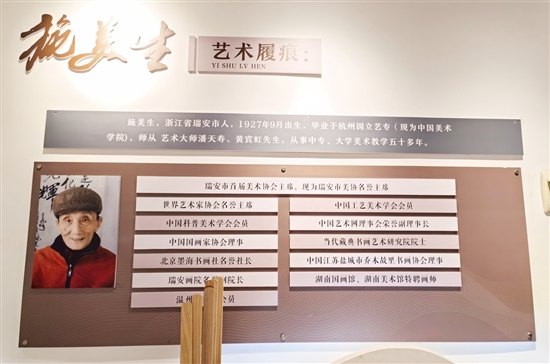 施美生
艺术履痕：
YI SHU LV HEN
施美生，浙江省瑞安市人，1927年9月出生，毕业于杭州国立艺专（现为中国美术
学院），师从 艺术大师潘天寿、黄宾虹先生。从事中专、大学美术教学五十多年。
瑞安市首届美术协会主席、现为瑞安市美协名誉主席
世界艺术家协会副主席
中国科普美术学会会员
中国国画家协会理事
北京墨海书画社名誉社长
瑞安画院名誉副院长
温州 会员
中国工艺美术学会会员
中国艺术网理事会荣誉副理事长
当代藏典书画艺术研究院院士
中国江苏盐城市乔木故里书画协会理事
湖南国画馆、湖南美术馆特聘画师